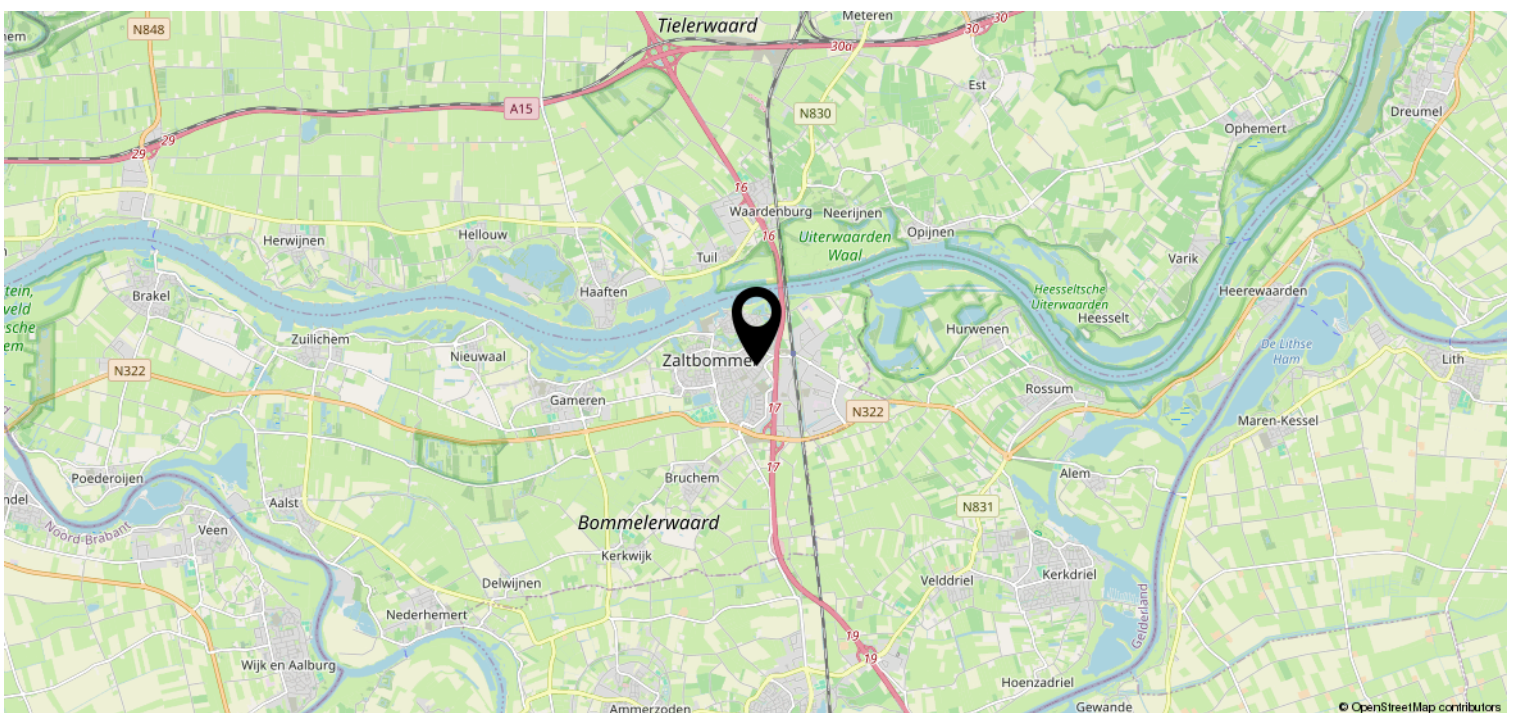 Tielerwaard
Meteren
N848
nem
30
30
30a
Est
A15
N830
Dreumel
Ophemert
29
29
16
Waardenburg
Neerijnen
Opijnen
Hellouw
Herwijnen
16
Uiterwaarden
Waal
Tuil
Varik
Haaften
Heesseltsche
Uiterwaarden
Heerewaarden
Brakel
Heesselt
Hurwenen
Zuilichem
Nieuwaal
Zaltbommel
De Lithse
Ham
Lith
N322
Rossum
Gameren
17
N322
Maren-Kessel
17
Poederoijen
Bruchem
Alem
ndel
Aalst
N831
Noord-Brabant
Veen
Bommelerwaard
Kerkwijk
Delwijnen
Velddriel
Kerkdriel
Gelderland
Nederhemert
19
19
Wijk en Aalburg
Hoenzadriel
Ammerzoden
Gewande
© OpenStreetMap contributors